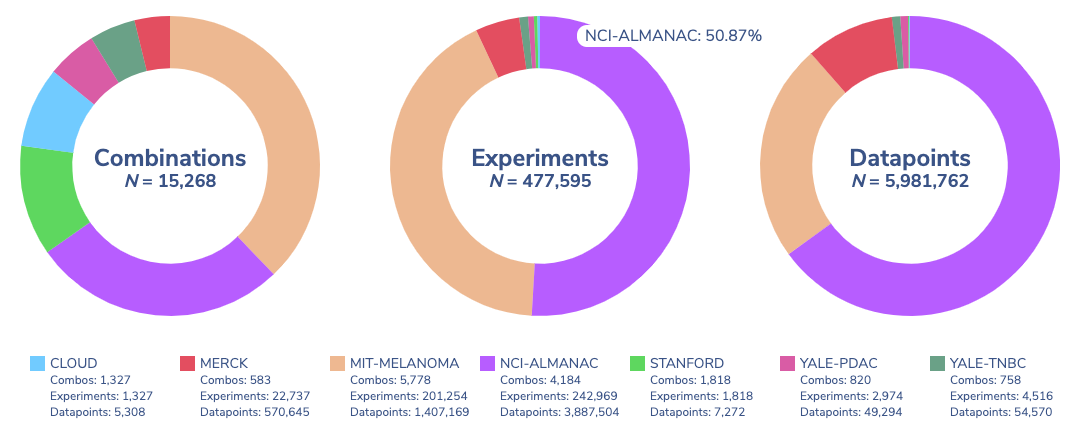 NCI-ALMANAC: 50.87%
Combinations
N = 15,268
Experiments
N = 477,595
Datapoints
N = 5,981,762
CLOUD
Combos: 1,327
Experiments: 1,327
Datapoints: 5,308
MERCK
Combos: 583
Experiments: 22,737
Datapoints: 570,645
MIT-MELANOMA
Combos: 5,778
Experiments: 201,254
Datapoints: 1,407,169
NCI-ALMANAC
Combos: 4,184
Experiments: 242,969
Datapoints: 3,887,504
STANFORD
Combos: 1,818
Experiments: 1,818
Datapoints: 7,272
YALE-PDAC
Combos: 820
Experiments: 2,974
Datapoints: 49,294
YALE-TNBC
Combos: 758
Experiments: 4,516
Datapoints: 54,570